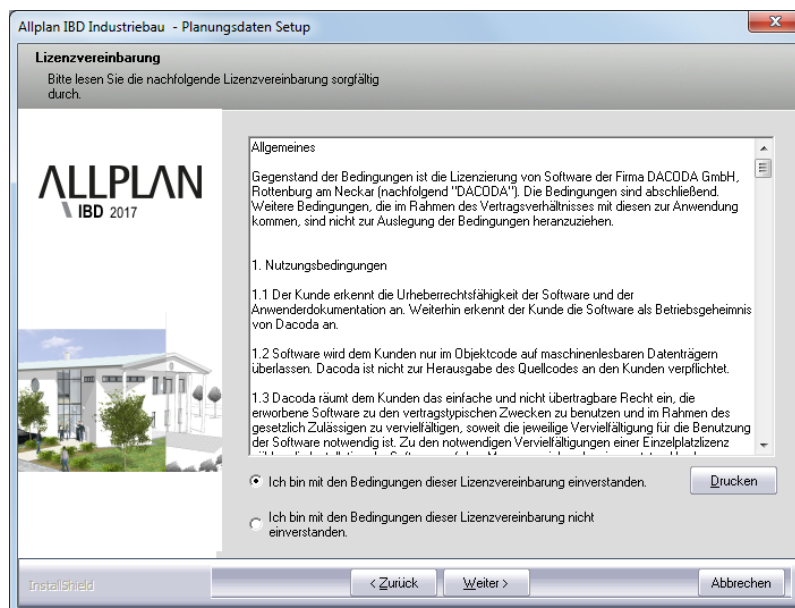 Allplan IBD Industriebau - Planungsdaten Setup
Lizenzvereinbarung
Bitte lesen Sie die nachfolgende Lizenzvereinbarung sorgfältig
durch.
ALLPLAN
IBD 2017
Allgemeines
Gegenstand der Bedingungen ist die Lizenzierung von Software der Firma DACODA GmbH,
Rottenburg am Neckar (nachfolgend "DACODA"). Die Bedingungen sind abschließend.
Weitere Bedingungen, die im Rahmen des Vertragsverhältnisses mit diesen zur Anwendung
kommen, sind nicht zur Auslegung der Bedingungen heranzuziehen.
1. Nutzungsbedingungen
1.1 Der Kunde erkennt die Urheberrechtsfähigkeit der Software und der
Anwenderdokumentation an. Weiterhin erkennt der Kunde die Software als Betriebsgeheimnis
von Dacoda an.
1.2 Software wird dem Kunden nur im Objektcode auf maschinenlesbaren Datenträgern
überlassen. Dacoda ist nicht zur Herausgabe des Quellcodes an den Kunden verpflichtet.
1.3 Dacoda räumt dem Kunden das einfache und nicht übertragbare Recht ein, die
erworbene Software zu den vertragstypischen Zwecken zu benutzen und im Rahmen des
gesetzlich Zulässigen zu vervielfältigen, soweit die jeweilige Vervielfältigung für die Benutzung
der Software notwendig ist. Zu den notwendigen Vervielfältigungen einer Einzelplatzlizenz
Ich bin mit den Bedingungen dieser Lizenzvereinbarung einverstanden.
Drucken
Ich bin mit den Bedingungen dieser Lizenzvereinbarung nicht
einverstanden.
InstallShield
< Zurück
Weiter >
Abbrechen